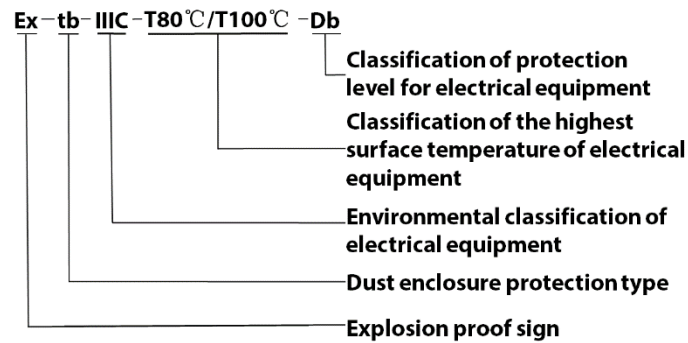 Ex-tb-IIIC-T80℃/T100℃-Db
Classification of protection
level for electrical equipment
Classification of the highest
surface temperature of electrical
equipment
Environmental classification of
electrical equipment
Dust enclosure protection type
Explosion proof sign